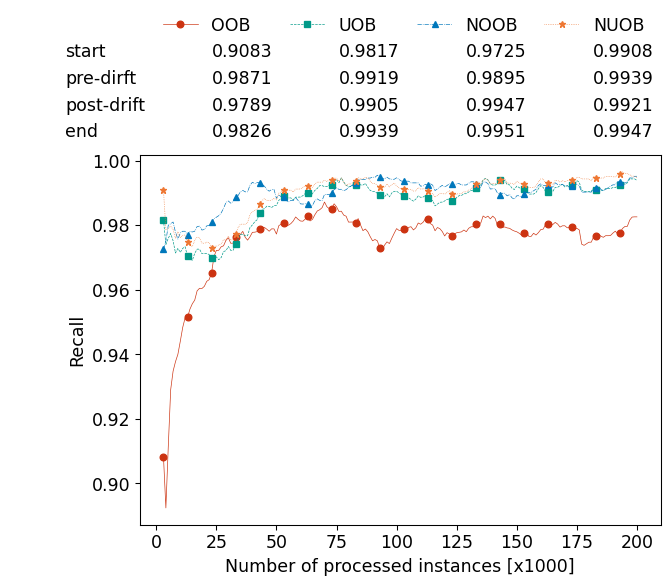 OOB UOB NOOB NUOB
start 0.9083 0.9817 0.9725 0.9908
pre-dirft 0.9871 0.9919 0.9895 0.9939
post-drift 0.9789 0.9905 0.9947 0.9921
end 0.9826 0.9939 0.9951 0.9947
1.00
0.98
0.96
0.94
0.92
0.90
Recall
0 25 50 75 100 125 150 175 200
Number of processed instances [x1000]